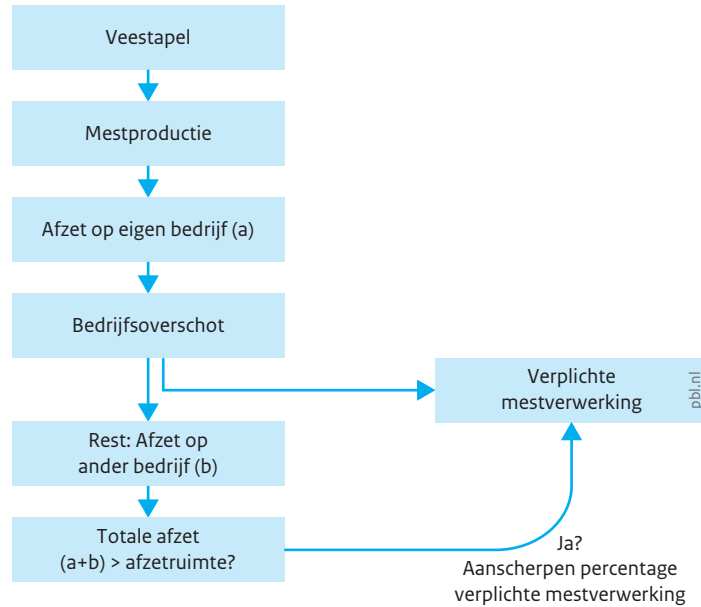 Veestapel
Mestproductie
Afzet op eigen bedrijf (a)
Bedrijfsoverschot
Verplichte
mestverwerking
pbl.nl
Rest: Afzet op
ander bedrijf (b)
Totale afzet
(a+b) > afzetruimte?
Ja?
Aanscherpen percentage
verplichte mestverwerking